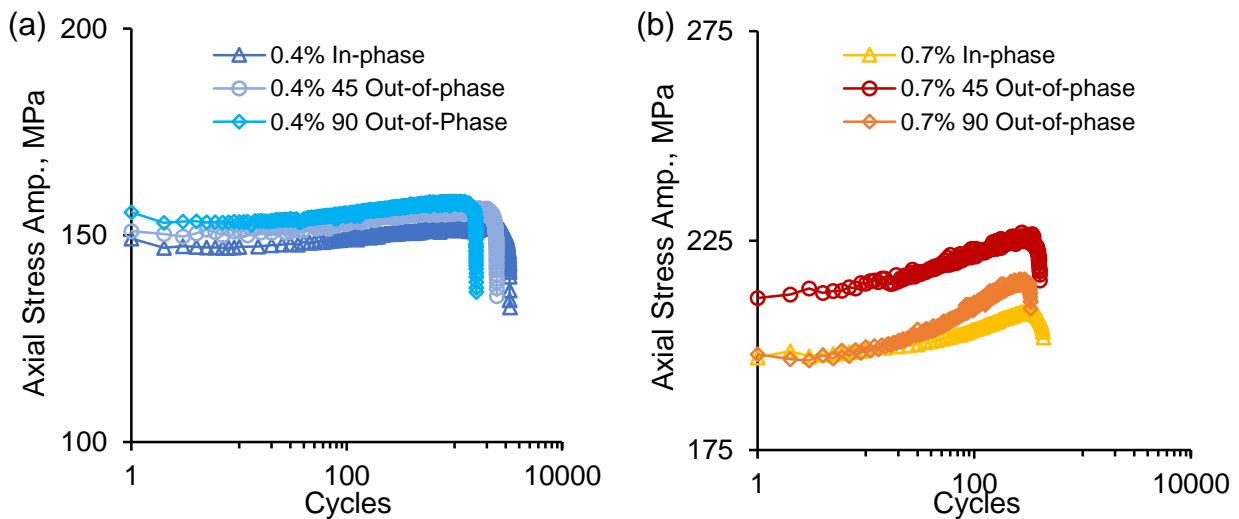 (a)
200
150
100
Axial Stress Amp., MPa
0.4% In-phase
0.4% 45 Out-of-phase
0.4% 90 Out-of-Phase
1
100
10000
Cycles
(b)
275
225
175
Axial Stress Amp., MPa
0.7% In-phase
0.7% 45 Out-of-phase
0.7% 90 Out-of-phase
1
100
10000
Cycles